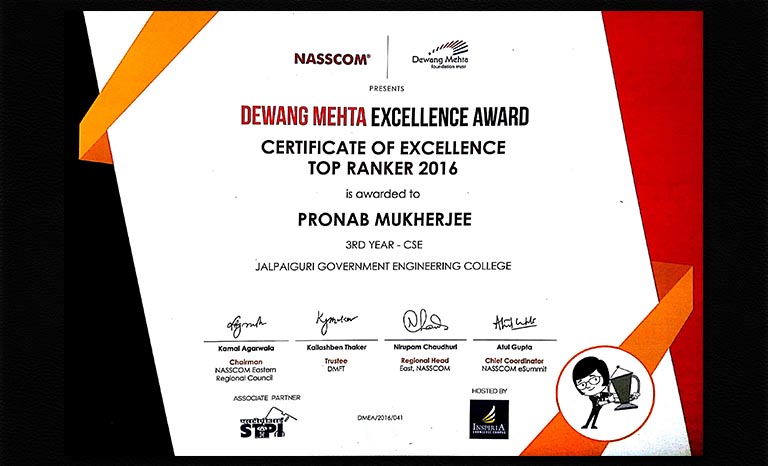 NASSCOM®
Dewang Mehta
foundation trust
PRESENTS
DEWANG MEHTA EXCELLENCE AWARD
CERTIFICATE OF EXCELLENCE
TOP RANKER 2016
is awarded to
PRONAB MUKHERJEE
3RD YEAR - CSE
JALPAIGURI GOVERNMENT ENGINEERING COLLEGE
Kamal Agarwala
Chairman
NASSCOM Eastern
Regional Council
Kailashben Thaker
Trustee
DMFT
Nirupam Chaudhuri
Regional Head
East, NASSCOM
Atul Gupta
Chief Coordinator
NASSCOM eSummit
ASSOCIATE PARTNER
STPI
DMEA/2016/041
HOSTED BY
INSPIRIA
KNOWLEDGE CAMPUS